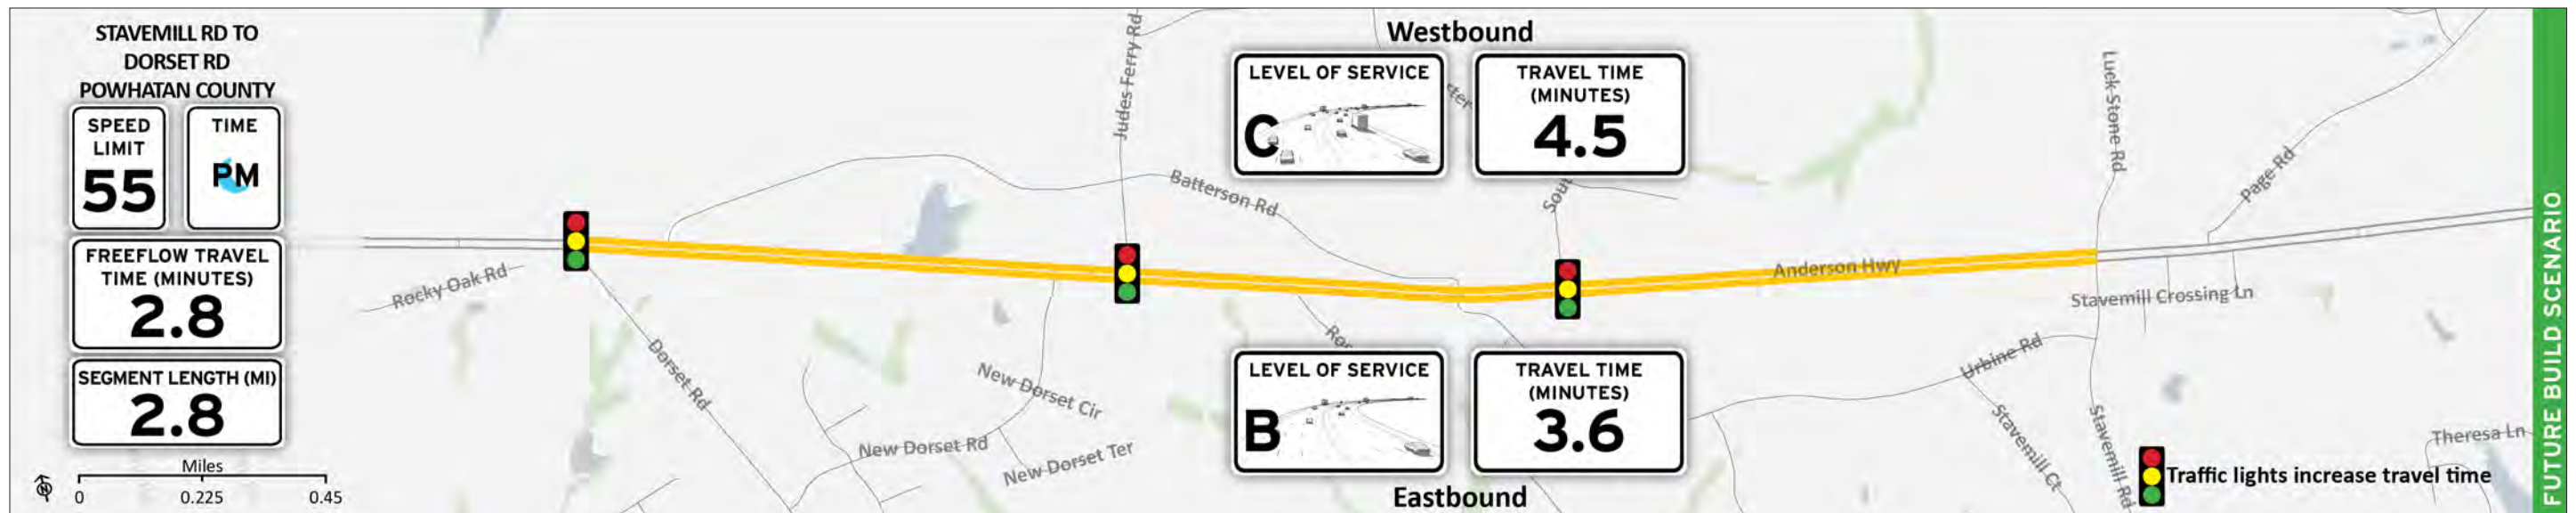 STAVEMILL RD TO
DORSET RD
POWHATAN COUNTY
SPEED
LIMIT
55
TIME
PM
FREEFLOW TRAVEL
TIME (MINUTES)
2.8
SEGMENT LENGTH (MI)
2.8
Miles
0 0.225 0.45
Rocky Oak Rd
Dorset Rd
New Dorset Rd
New Dorset Cir
New Dorset Ter
Judes Ferry Rd
Batterson Rd
Westbound
LEVEL OF SERVICE
C
TRAVEL TIME
(MINUTES)
4.5
LEVEL OF SERVICE
B
TRAVEL TIME
(MINUTES)
3.6
Eastbound
Anderson Hwy
Luck Stone Rd
Page Rd
Stavemill Crossing Ln
Urbine Rd
Stavemill Ct
Stavemill Rd
Theresa Ln
Traffic lights increase travel time
FUTURE BUILD SCENARIO